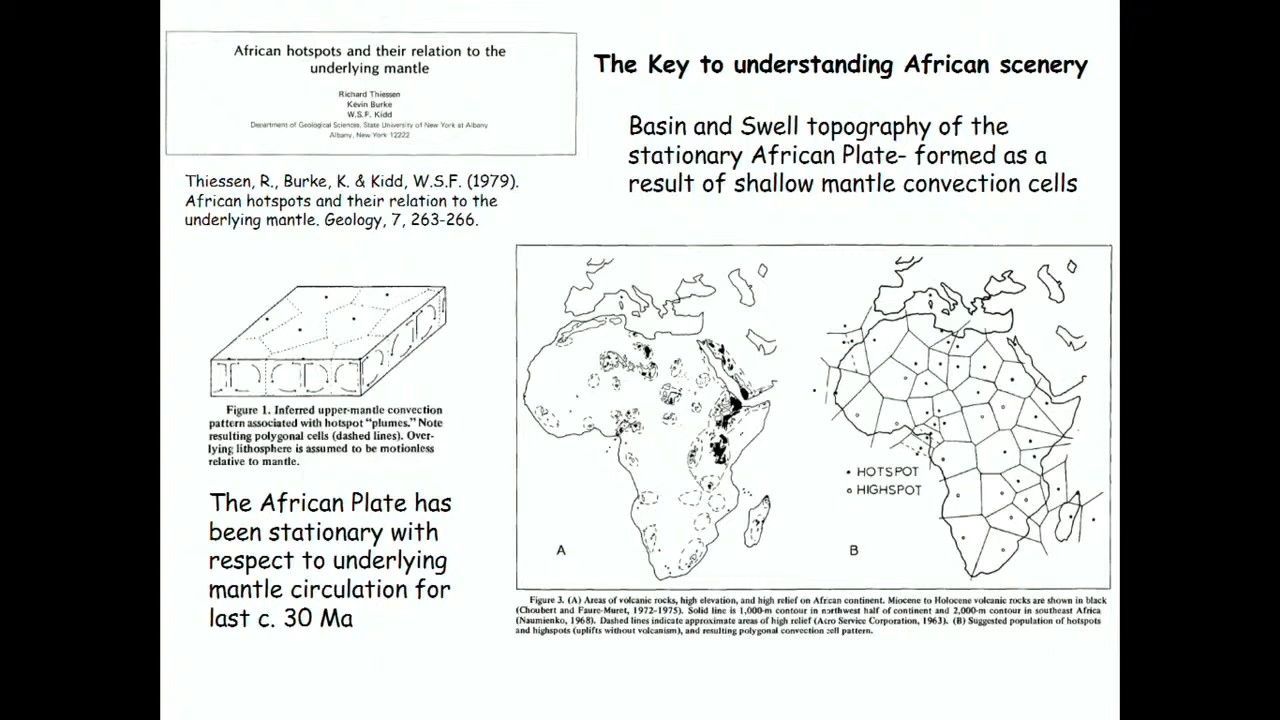 African hotspots and their relation to the
underlying mantle
Richard Thiessen
Kevin Burke
W.S.F. Kidd
Department of Geological Sciences, State University of New York at Albany
Albany, New York 12222
The Key to understanding African scenery
Basin and Swell topography of the
stationary African Plate- formed as a
result of shallow mantle convection cells
Thiessen, R., Burke, K. & Kidd, W.S.F. (1979).
African hotspots and their relation to the
underlying mantle. Geology, 7, 263-266.
Figure 1. Inferred upper-mantle convection
pattern associated with hotspot “plumes.” Note
resulting polygonal cells (dashed lines). Over-
lying lithosphere is assumed to be motionless
relative to mantle.
The African Plate has
been stationary with
respect to underlying
mantle circulation for
last c. 30 Ma
HOTSPOT
HIGHSPOT
A
B
Figure 3. (A) Areas of volcanic rocks, high elevation, and high relief on African continent. Miocene to Holocene volcanic rocks are shown in black
(Choubert and Faure-Muret, 1972-1975). Solid line is 1,000-m contour in northwest half of continent and 2,000-m contour in southeast Africa
(Naumienko, 1968). Dashed lines indicate approximate areas of high relief (Aero Service Corporation, 1963). (B) Suggested population of hotspots
and highspots (uplifts without volcanism), and resulting polygonal convection cell pattern.